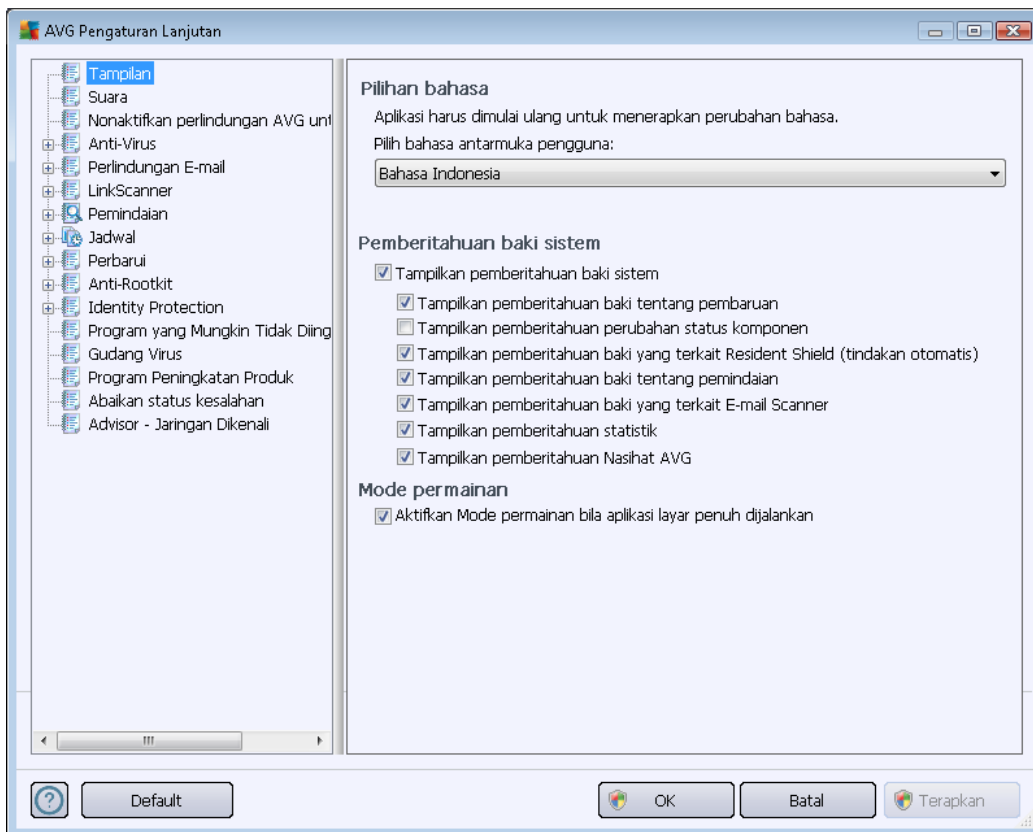 AVG Pengaturan Lanjutan
Tampilan
Suara
Nonaktifkan perlindungan AVG unt
Anti-Virus
Perlindungan E-mail
LinkScanner
Pemindaian
Jadwal
Perbarui
Anti-Rootkit
Identity Protection
Program yang Mungkin Tidak Diing
Gudang Virus
Program Peningkatan Produk
Abaikan status kesalahan
Advisor - Jaringan Dikenali
Pilihan bahasa
Aplikasi harus dimulai ulang untuk menerapkan perubahan bahasa.
Pilih bahasa antarmuka pengguna:
Bahasa Indonesia
Pemberitahuan baki sistem
Tampilkan pemberitahuan baki sistem
Tampilkan pemberitahuan baki tentang pembaruan
Tampilkan pemberitahuan perubahan status komponen
Tampilkan pemberitahuan baki yang terkait Resident Shield (tindakan otomatis)
Tampilkan pemberitahuan baki tentang pemindaian
Tampilkan pemberitahuan baki yang terkait E-mail Scanner
Tampilkan pemberitahuan statistik
Tampilkan pemberitahuan Nasihat AVG
Mode permainan
Aktifkan Mode permainan bila aplikasi layar penuh dijalankan
? Default OK Batal Terapkan